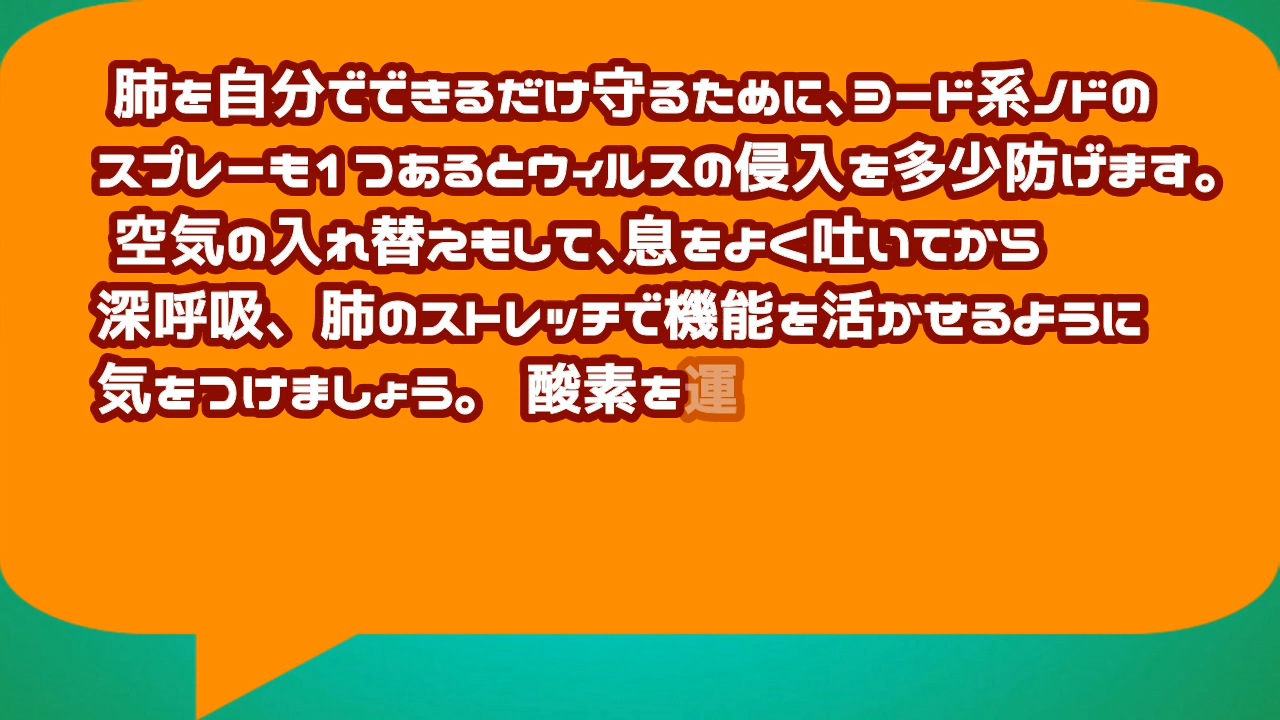 肺を自分でできるだけ守るために、ヨード系ノドの
スプレーも1つあるとウィルスの侵入を多少防げます。
空気の入れ替えもして、息をよく吐いてから
深呼吸、肺のストレッチで機能を活かせるように
気をつけましょう。 酸素を運